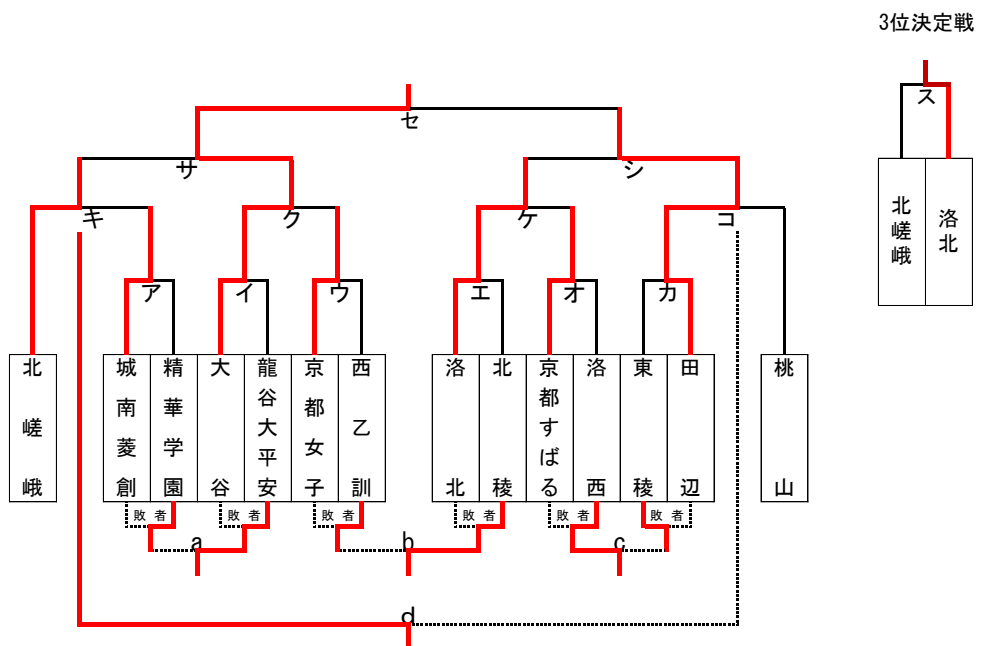 3位決定戦
セ
ス
サ
シ
キ
ク
ケ
コ
北嵯峨
洛北
ア
イ
ウ
エ
オ
カ
北嵯峨
城南菱創
精華学園
大谷
龍谷大平安
京都女子
西乙訓
洛北
北稜
京都すばる
洛西
東稜
田辺
桃山
敗者
敗者
敗者
敗者
敗者
敗者
a
b
c
d